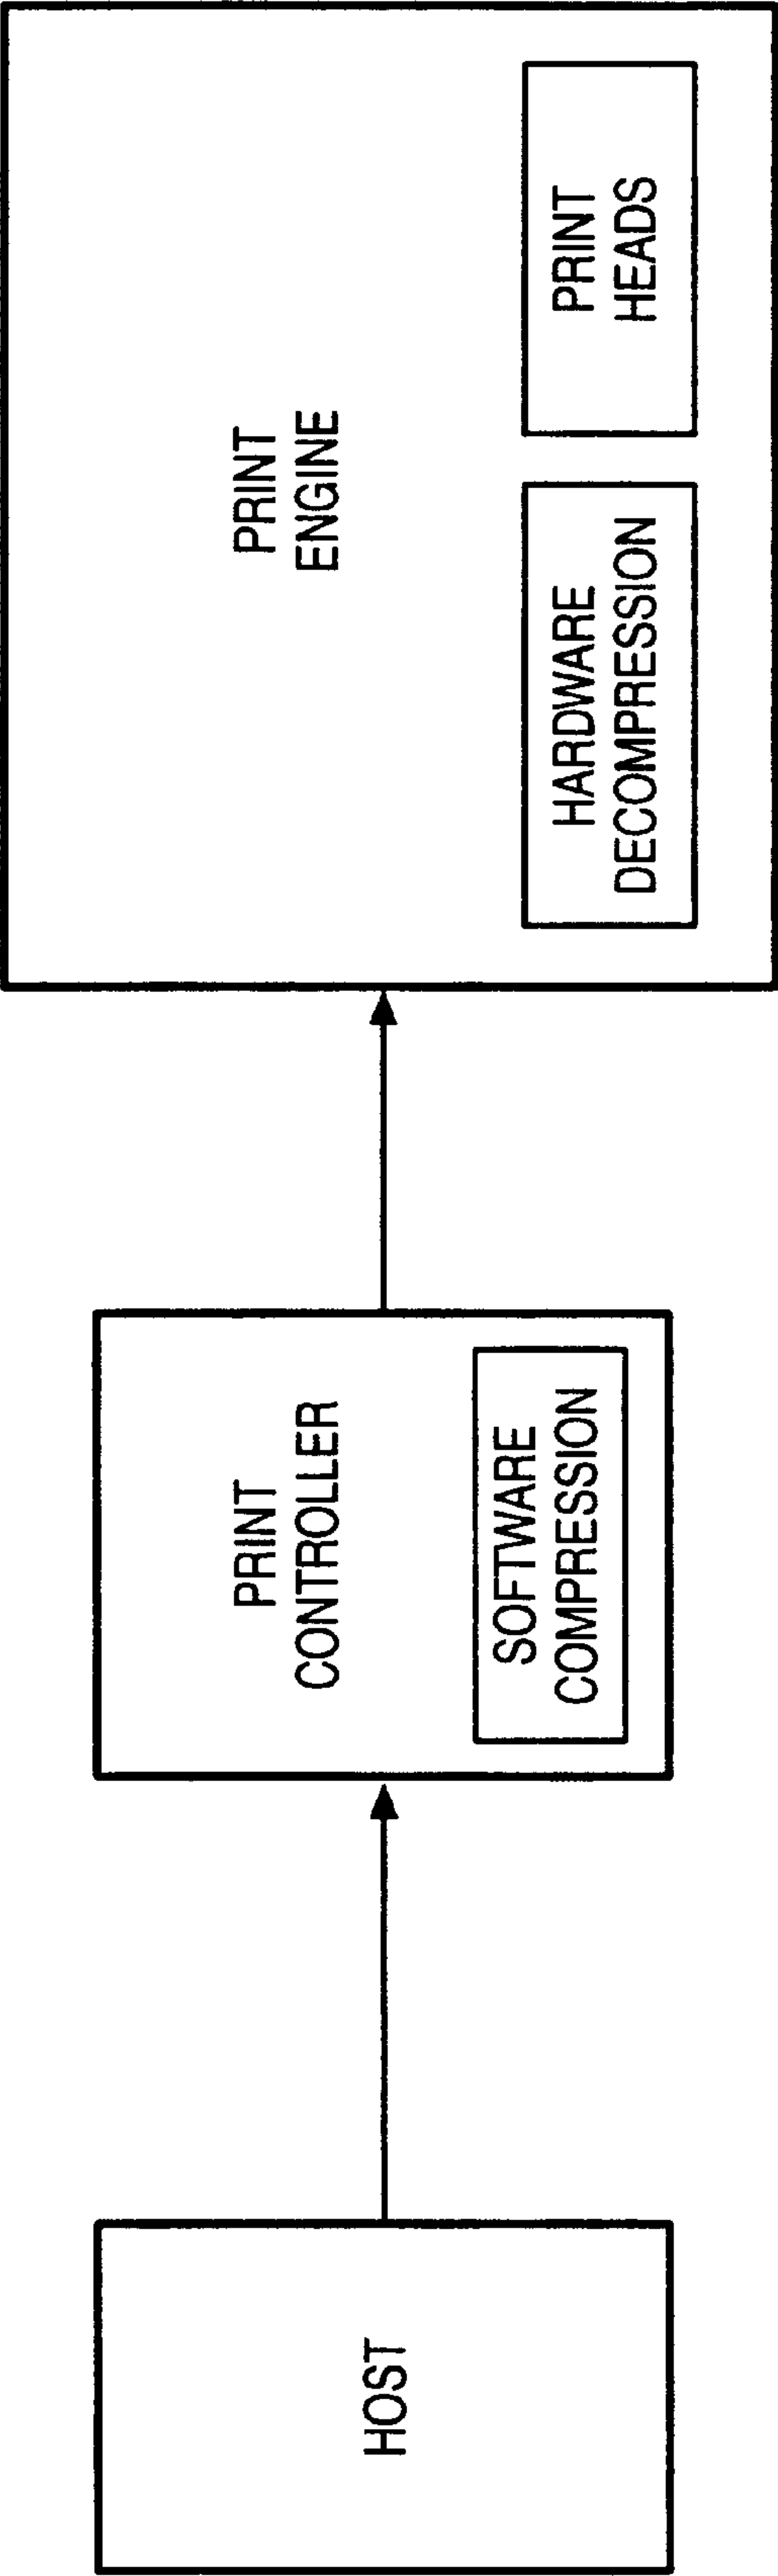 HOST
PRINT
CONTROLLER
SOFTWARE
COMPRESSION
PRINT
ENGINE
HARDWARE
DECOMPRESSION
PRINT
HEADS